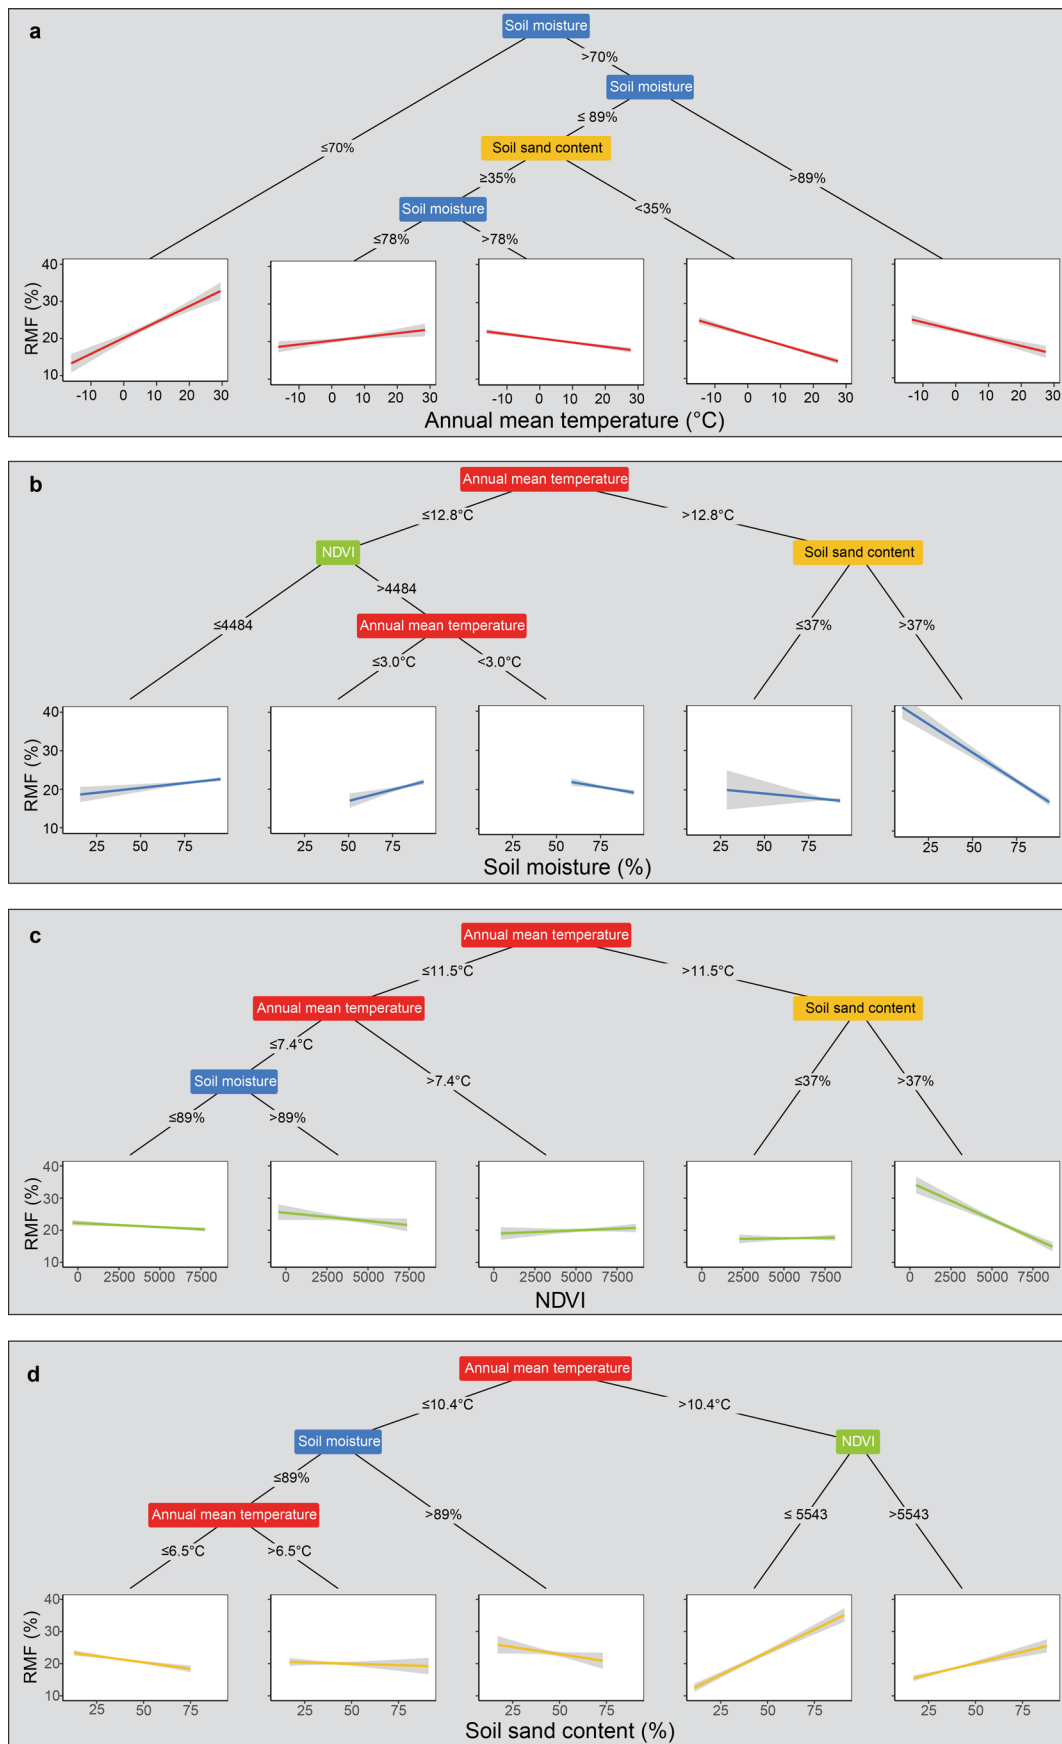 a
Soil moisture
>70%
Soil moisture
≤ 89%
≤70%
Soil sand content
≥35%
>89%
<35%
Soil moisture
≤78%
>78%
RMF (%)
40
30
20
10
-10 0 10 20 30
-10 0 10 20 30
-10 0 10 20 30
-10 0 10 20 30
-10 0 10 20 30
Annual mean temperature (°C)
b
Annual mean temperature
≤12.8°C
>12.8°C
NDVI
Soil sand content
>4484
≤4484
Annual mean temperature
≤37%
>37%
≤3.0°C
<3.0°C
RMF (%)
40
30
20
10
25 50 75
25 50 75
25 50 75
25 50 75
25 50 75
Soil moisture (%)
c
Annual mean temperature
≤11.5°C
>11.5°C
Annual mean temperature
Soil sand content
≤7.4°C
Soil moisture
>7.4°C
≤37%
>37%
≤89%
>89%
RMF (%)
40
30
20
10
0 2500 5000 7500
0 2500 5000 7500
0 2500 5000 7500
0 2500 5000 7500
0 2500 5000 7500
NDVI
d
Annual mean temperature
≤10.4°C
>10.4°C
Soil moisture
NDVI
≤89%
Annual mean temperature
>89%
≤ 5543
>5543
≤6.5°C
>6.5°C
RMF (%)
40
30
20
10
25 50 75
25 50 75
25 50 75
25 50 75
25 50 75
Soil sand content (%)